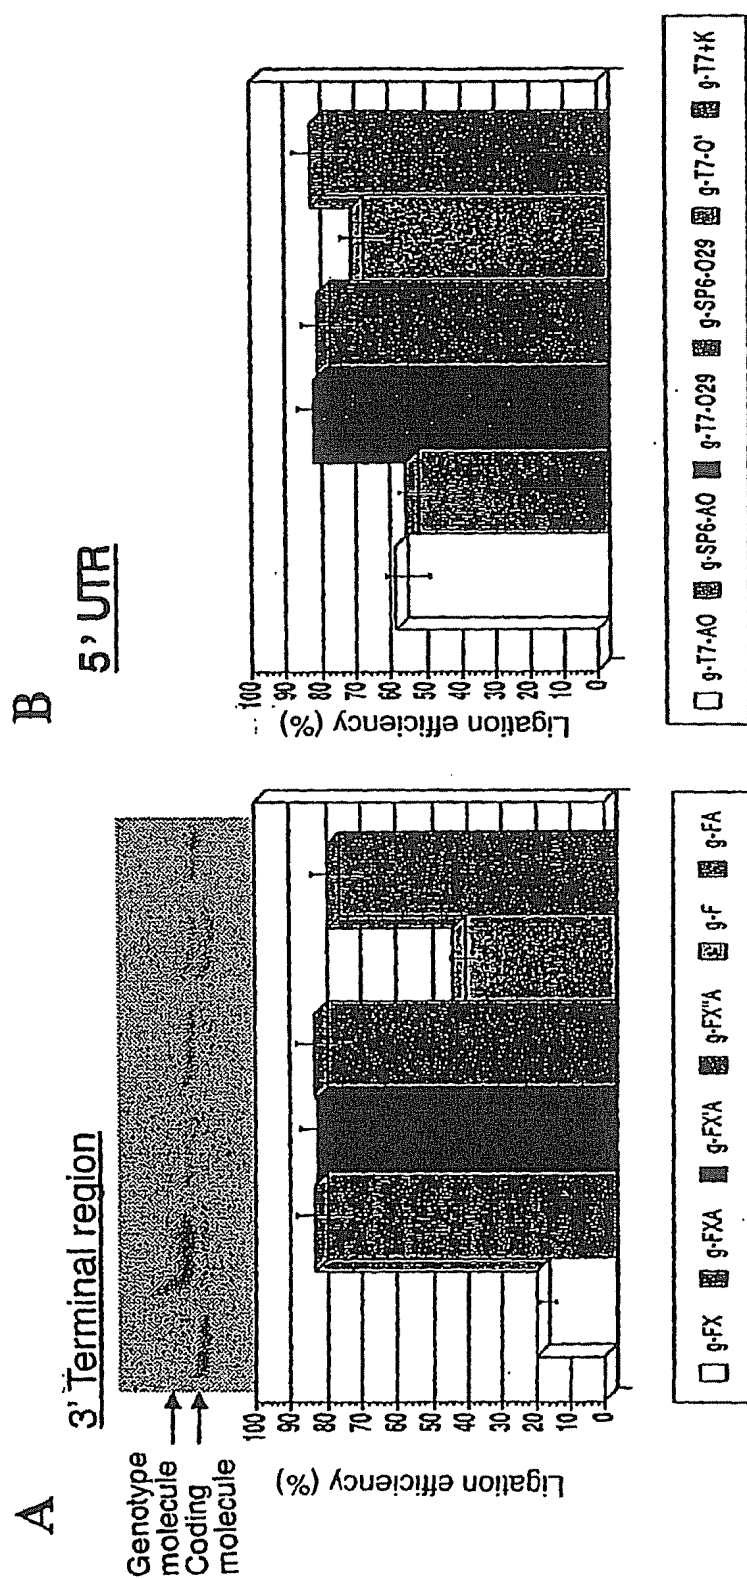 A
3' Terminal region
Genotype
molecule
Coding
molecule
100
90
80
70
60
50
40
30
20
10
0
Ligation efficiency (%)
g-FX g-FXA g-FX'A g-FX"A g-F g-FA
B
5' UTR
100
90
80
70
60
50
40
30
20
10
0
Ligation efficiency (%)
g-T7-AO g-SP6-AO g-T7-O29 g-SP6-O29 g-T7-O' g-T7+K